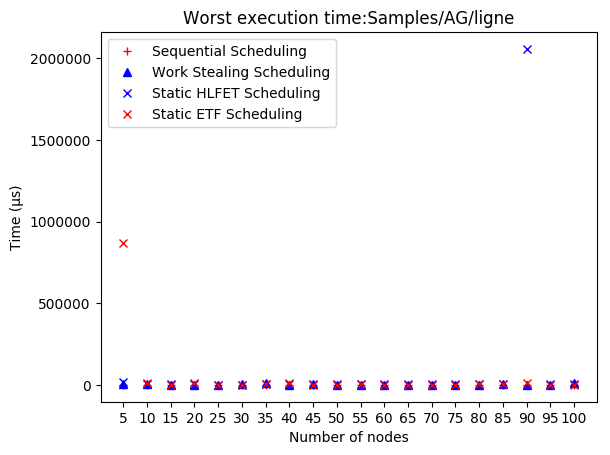 Worst execution time:Samples/AG/ligne
Sequential Scheduling
Work Stealing Scheduling
Static HLFET Scheduling
Static ETF Scheduling
2000000
1500000
1000000
500000
0
Time (µs)
5 10 15 20 25 30 35 40 45 50 55 60 65 70 75 80 85 90 95 100
Number of nodes